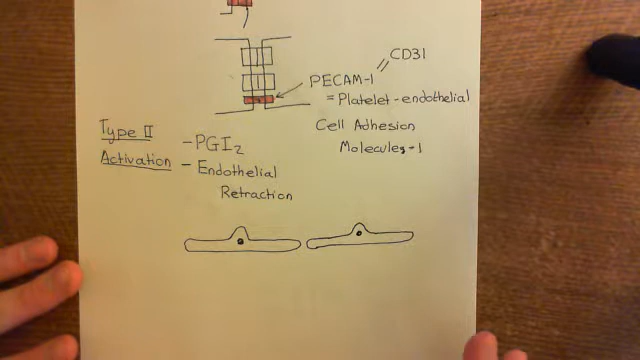 CD31
PECAM-1
= Platelet-endothelial
Cell Adhesion
Molecules-1
Type II
Activation
- PGI2
- Endothelial
Retraction